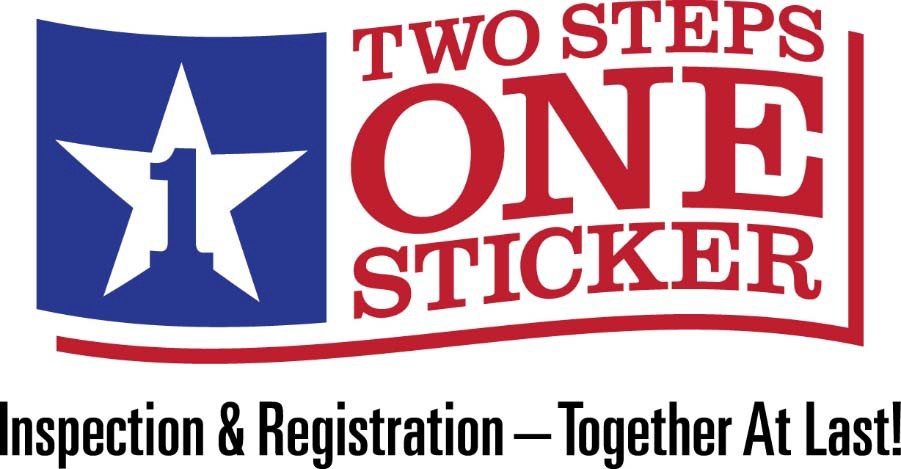 1
TWO STEPS
ONE
STICKER
Inspection & Registration – Together At Last!